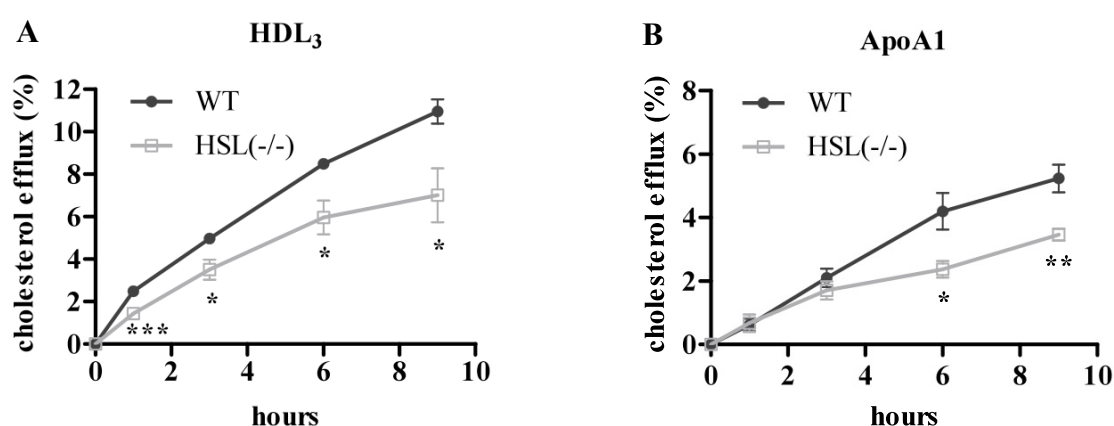 A
HDL3
cholesterol efflux (%)
12
10
8
6
4
2
0
WT
HSL(-/-)
***
*
*
*
0 2 4 6 8 10
hours
B
ApoA1
cholesterol efflux (%)
8
6
4
2
0
WT
HSL(-/-)
*
**
0 2 4 6 8 10
hours